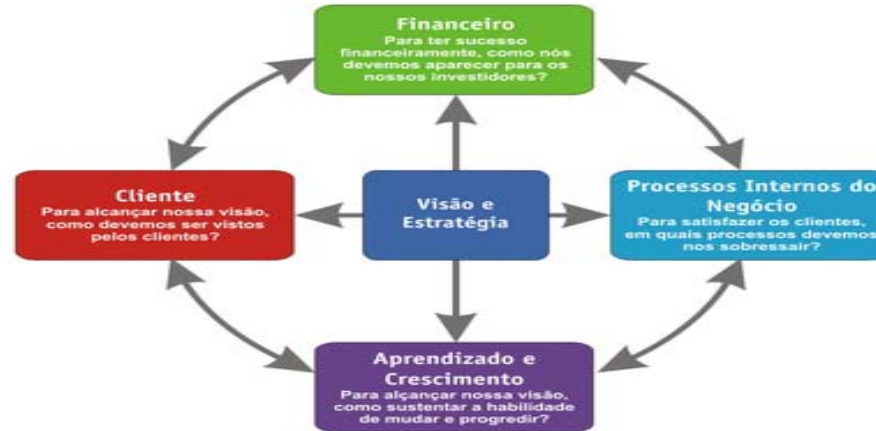 Financeiro
Para ter sucesso
financeiramente, como nós
devemos aparecer para os
nossos investidores?
Cliente
Para alcançar nossa visão,
como devemos ser vistos
pelos clientes?
Visão e
Estratégia
Processos Internos do
Negócio
Para satisfazer os clientes,
em quais processos devemos
nos sobressair?
Aprendizado e
Crescimento
Para alçançar nossa visão,
como sustentar a habilidade
de mudar e progredir?